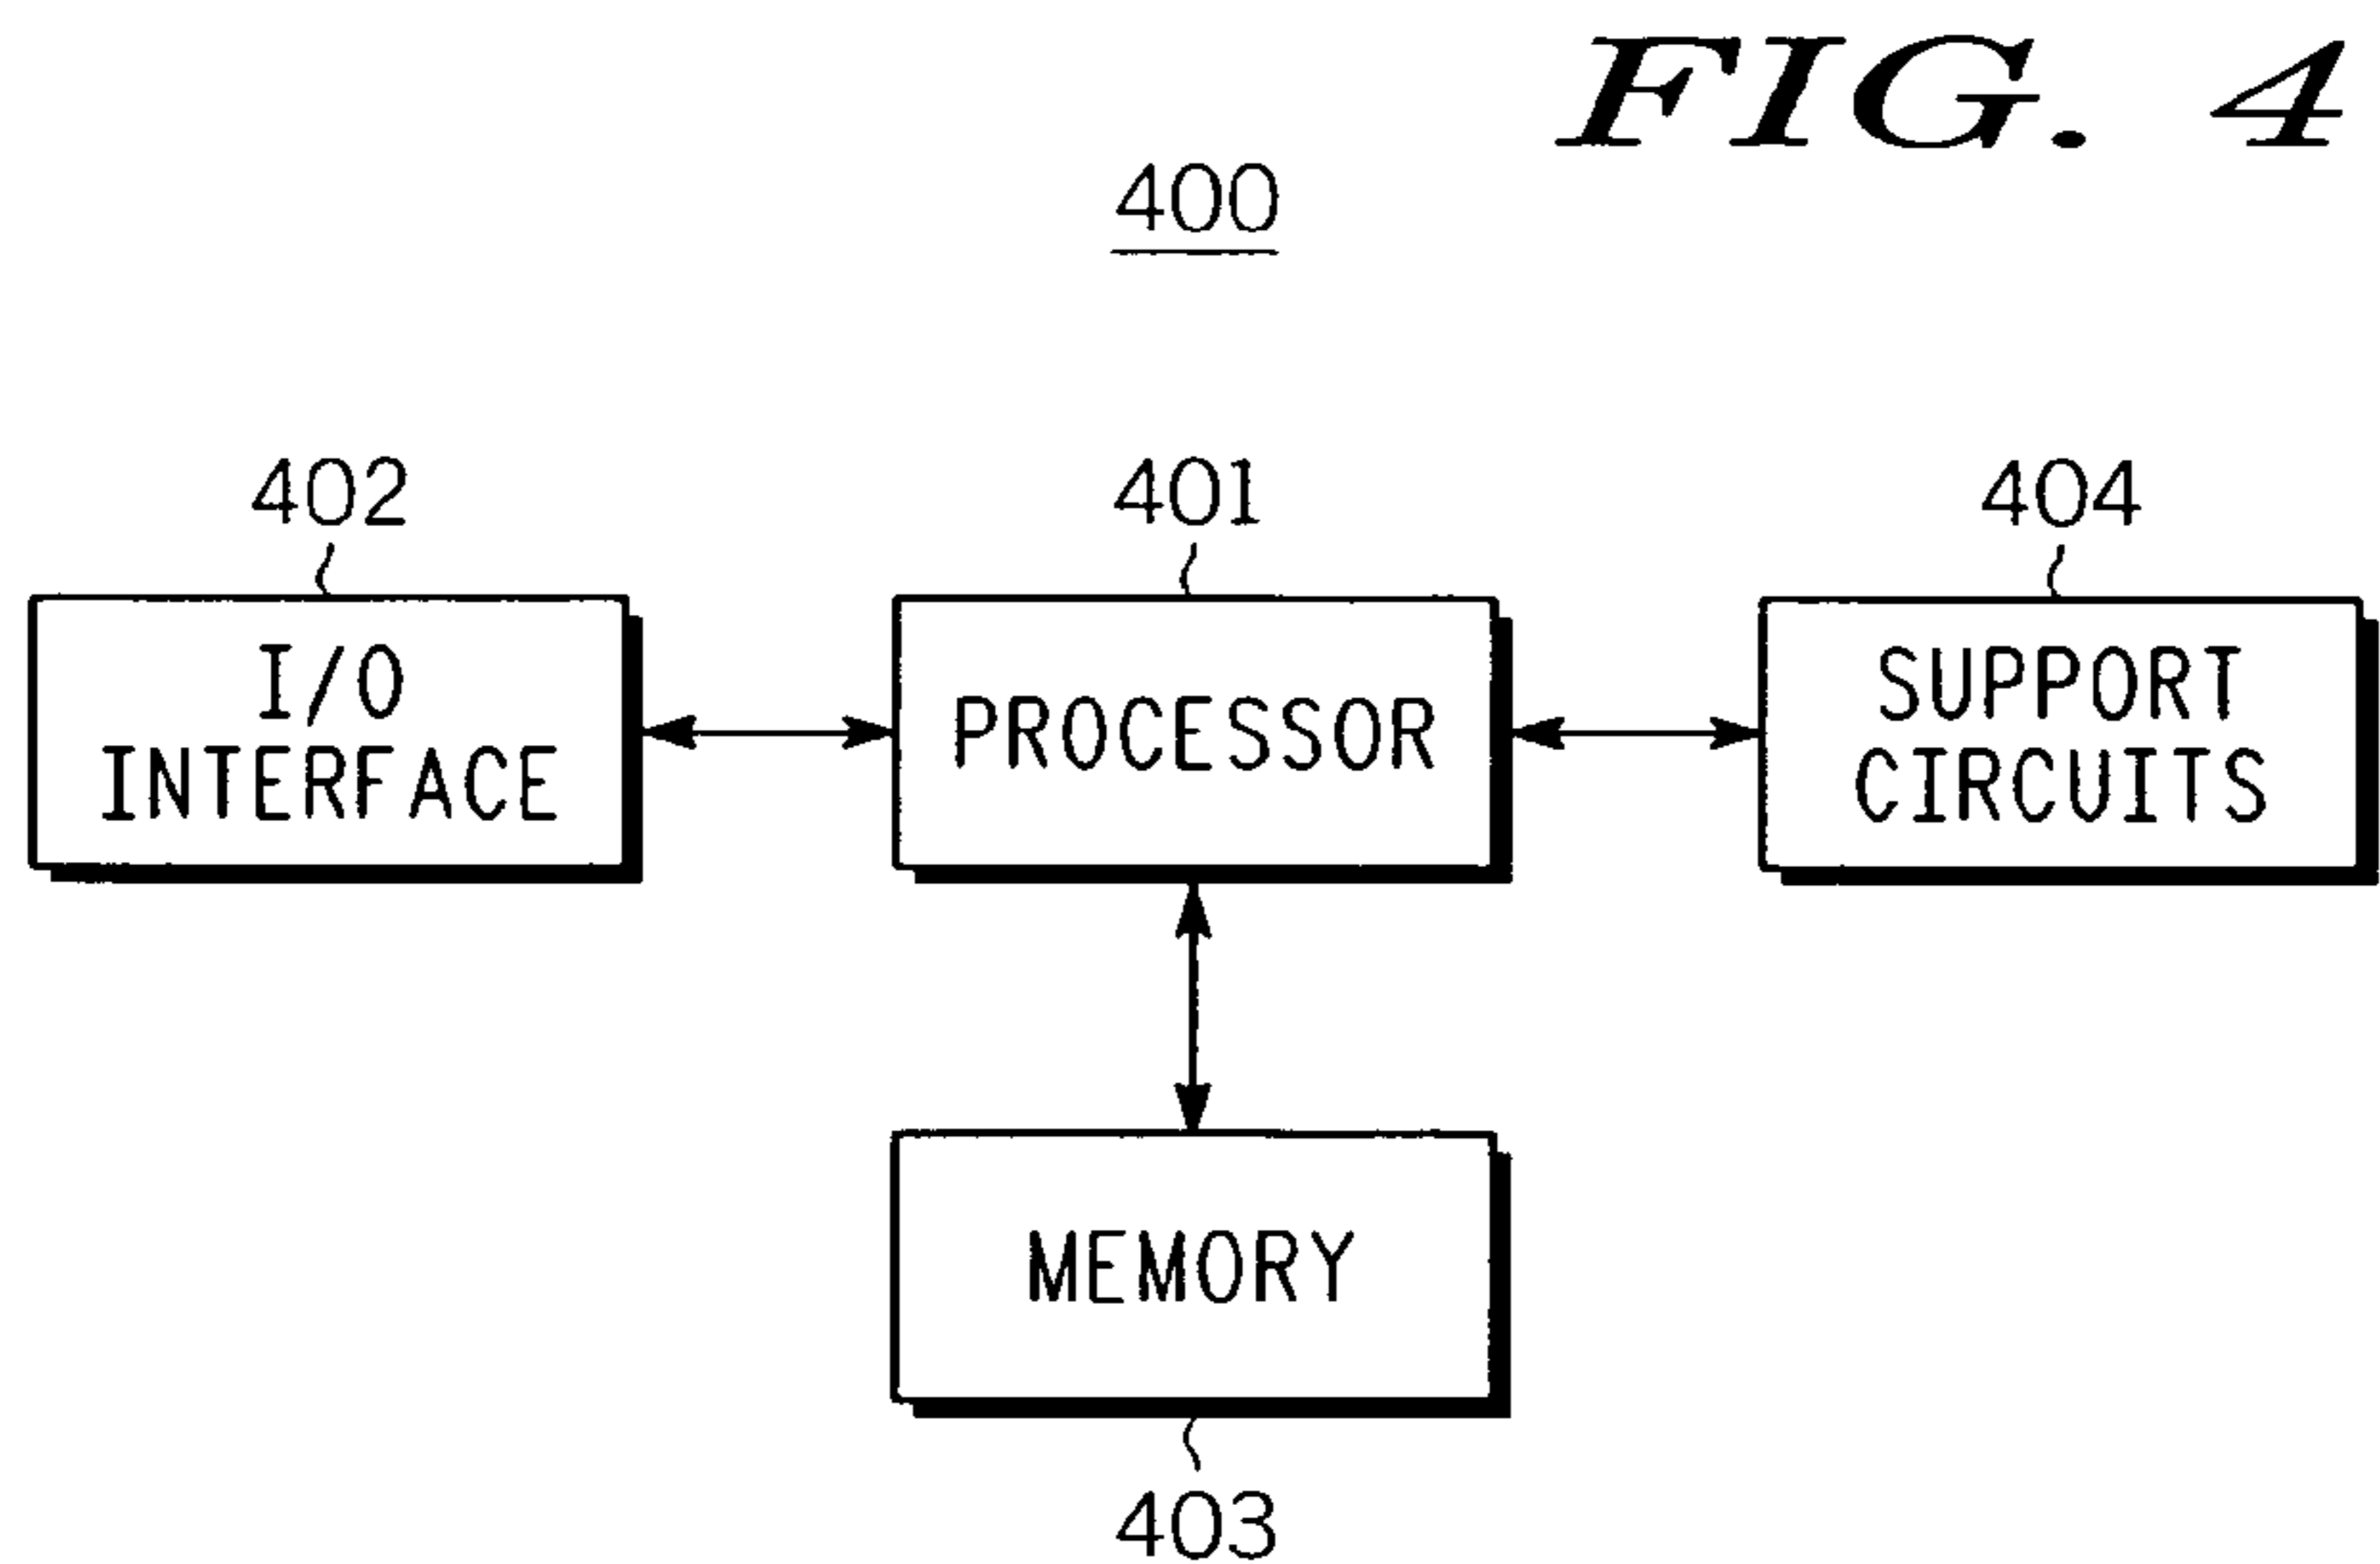 FIG. 4
400
402
401
404
I/O
INTERFACE
PROCESSOR
SUPPORT
CIRCUITS
MEMORY
403